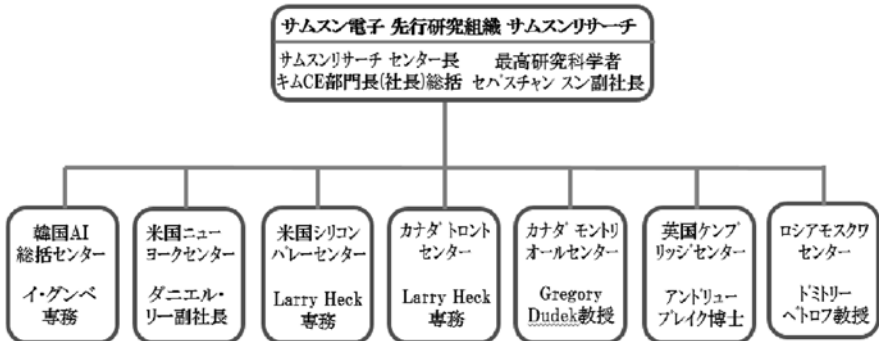 サムスン電子 先行研究組織 サムスンリサーチ
サムスンリサーチ センター長 最高研究科学者
キムCE部門長(社長)総括 セバスチャン スン副社長
韓国AI
総括センター
イ・グンベ
専務
米国ニュー
ヨークセンター
ダニエル・
リー副社長
米国シリコン
バレーセンター
Larry Heck
専務
カナダ トロント
センター
Larry Heck
専務
カナダ モントリ
オールセンター
Gregory
Dudek教授
英国ケンブ
リッジセンター
アンドリュー
ブレイク博士
ロシアモスクワ
センター
ドミトリー
ベトロフ教授